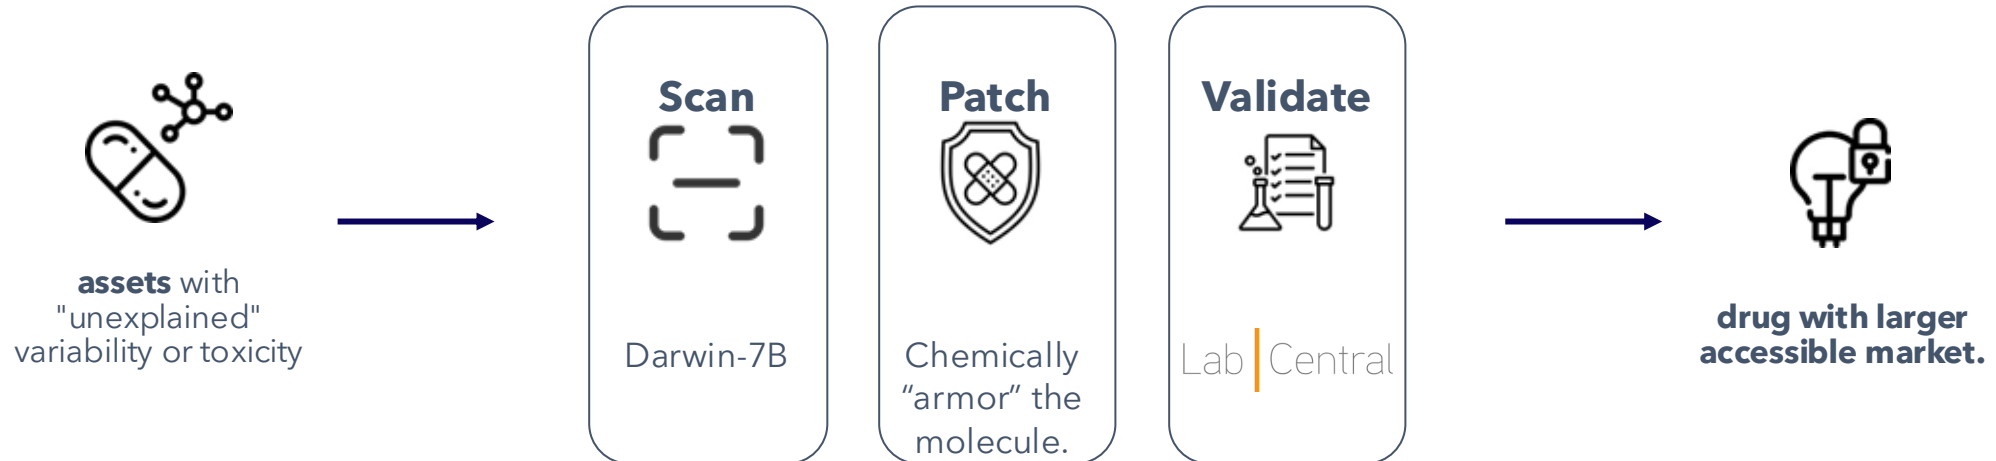 assets with
"unexplained"
variability or toxicity
Scan
Darwin-7B
Patch
Chemically
“armor” the
molecule.
Validate
Lab|Central
drug with larger
accessible market.